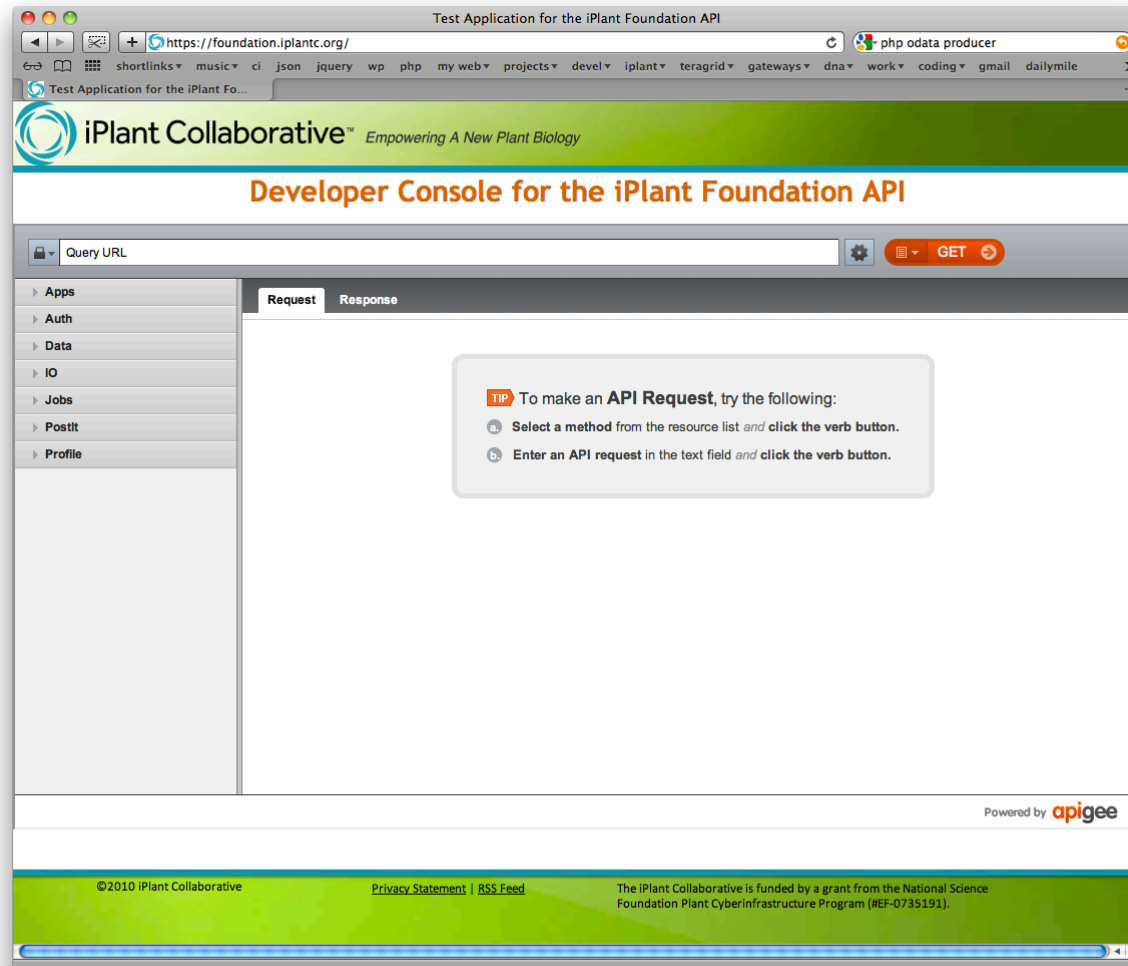 Test Application for the iPlant Foundation API
https://foundation.iplantc.org/
php odata producer
shortlinks music ci json jquery wp php my web projects devel iplant teragrid gateways dna work coding gmail dailymile
Test Application for the iPlant Fo...
iPlant Collaborative™ Empowering A New Plant Biology
Developer Console for the iPlant Foundation API
Query URL
GET
Apps
Auth
Data
IO
Jobs
PostIt
Profile
Request Response
TIP To make an API Request, try the following:
a. Select a method from the resource list and click the verb button.
b. Enter an API request in the text field and click the verb button.
Powered by apigee
©2010 iPlant Collaborative
Privacy Statement | RSS Feed
The iPlant Collaborative is funded by a grant from the National Science
Foundation Plant Cyberinfrastructure Program (#EF-0735191).